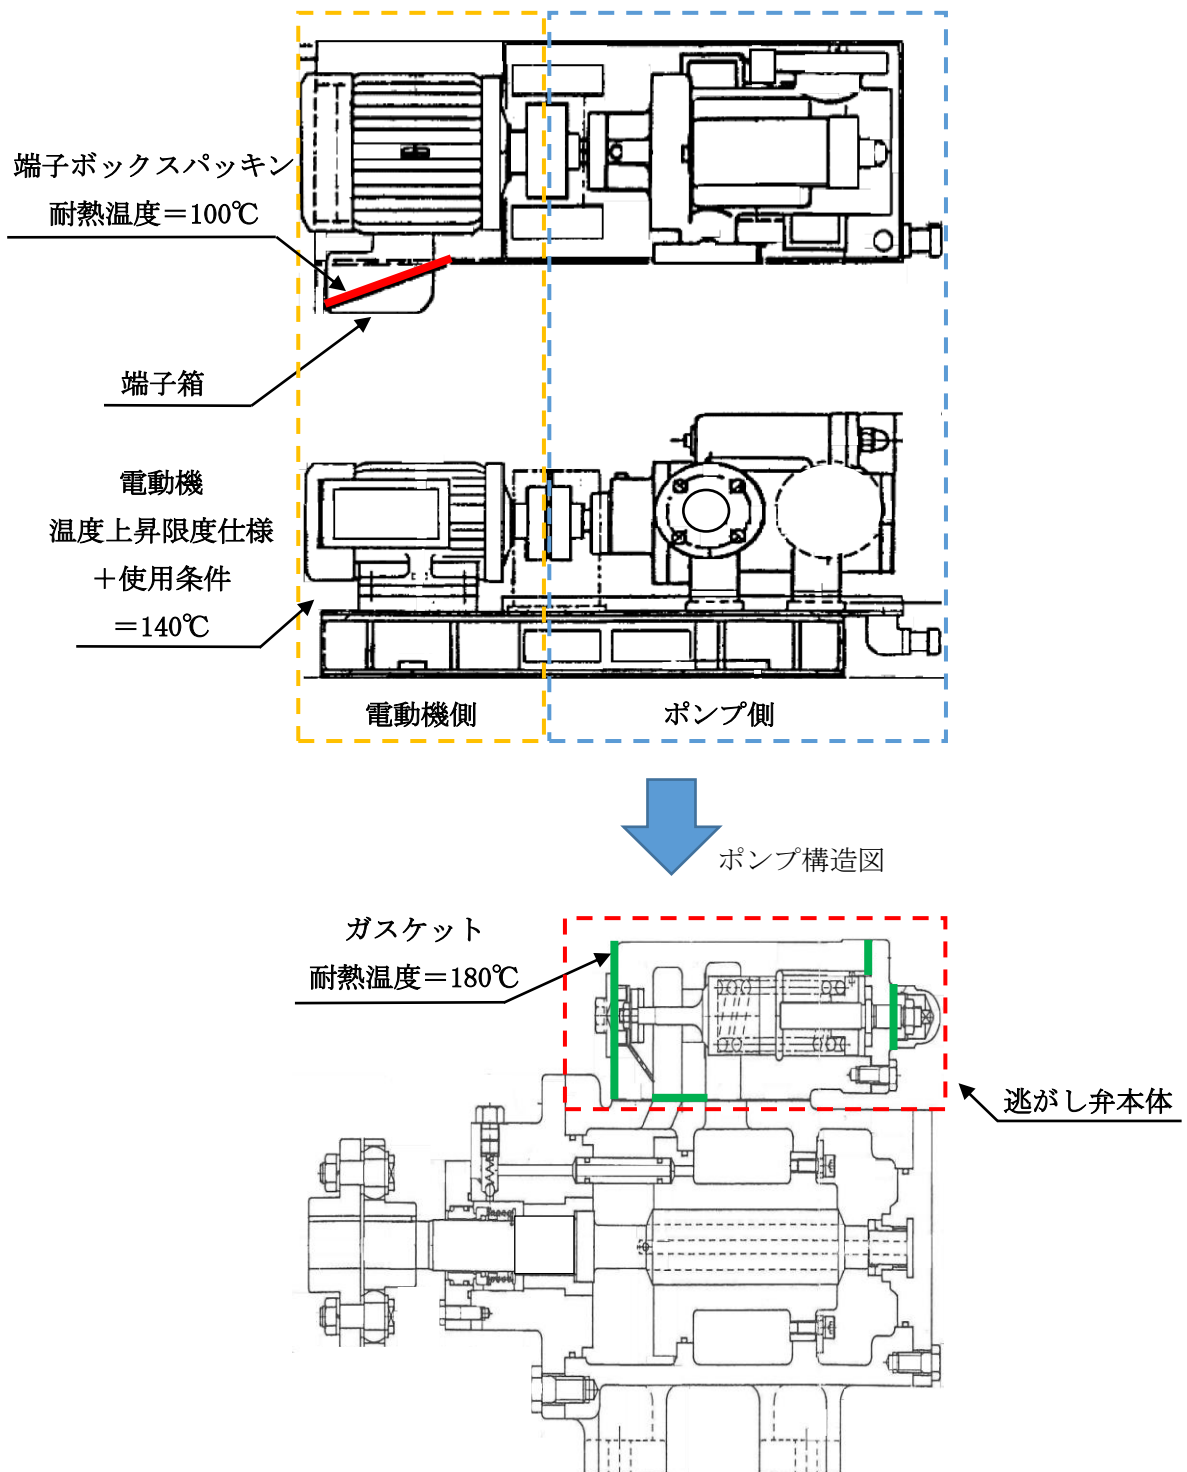 端子ボックスパッキン
耐熱温度＝100℃
端子箱
電動機
温度上昇限度仕様
＋使用条件
＝140℃
電動機側
ポンプ側
ポンプ構造図
ガスケット
耐熱温度＝180℃
逃がし弁本体